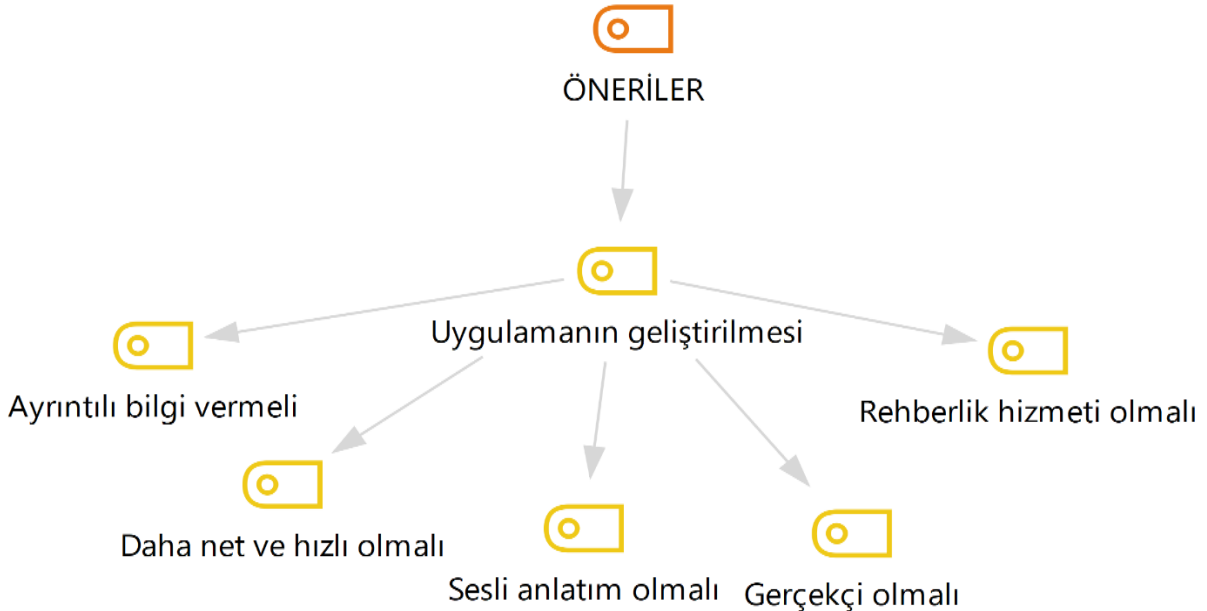 ÖNERİLER
Uygulamanın geliştirilmesi
Ayrıntılı bilgi vermeli
Rehberlik hizmeti olmalı
Daha net ve hızlı olmalı
Sesli anlatım olmalı
Gerçekçi olmalı